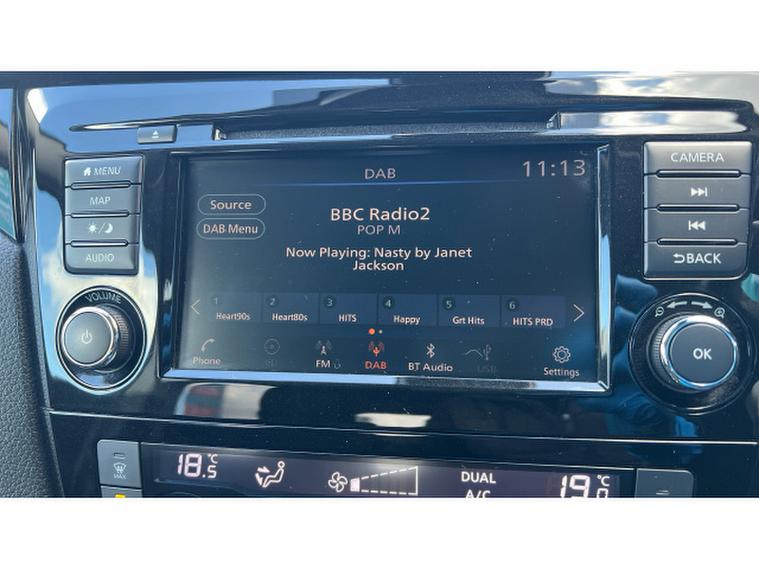 DAB
11:13
MENU
MAP
AUDIO
VOLUME
Source
DAB Menu
BBC Radio2
POP M
Now Playing: Nasty by Janet
Jackson
1 Heart90s
2 Heart80s
3 HITS
4 Happy
5 Grt Hits
6 HITS PRD
Phone
FM
DAB
BT Audio
USB
Settings
CAMERA
BACK
OK
MAX
18.5°C
DUAL
A/C
19.0°C